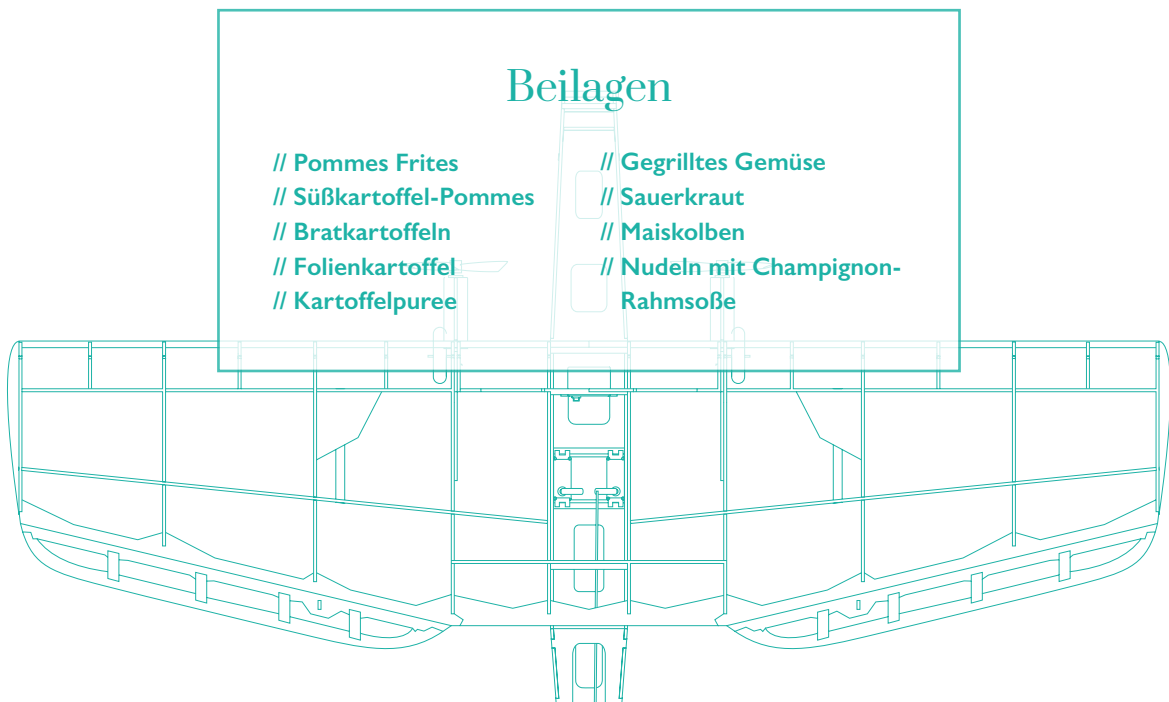 Beilagen
// Pommes Frites
// Süßkartoffel-Pommes
// Bratkartoffeln
// Folienkartoffel
// Kartoffelpuree
// Gegrilltes Gemüse
// Sauerkraut
// Maiskolben
// Nudeln mit Champignon-
Rahmsoße